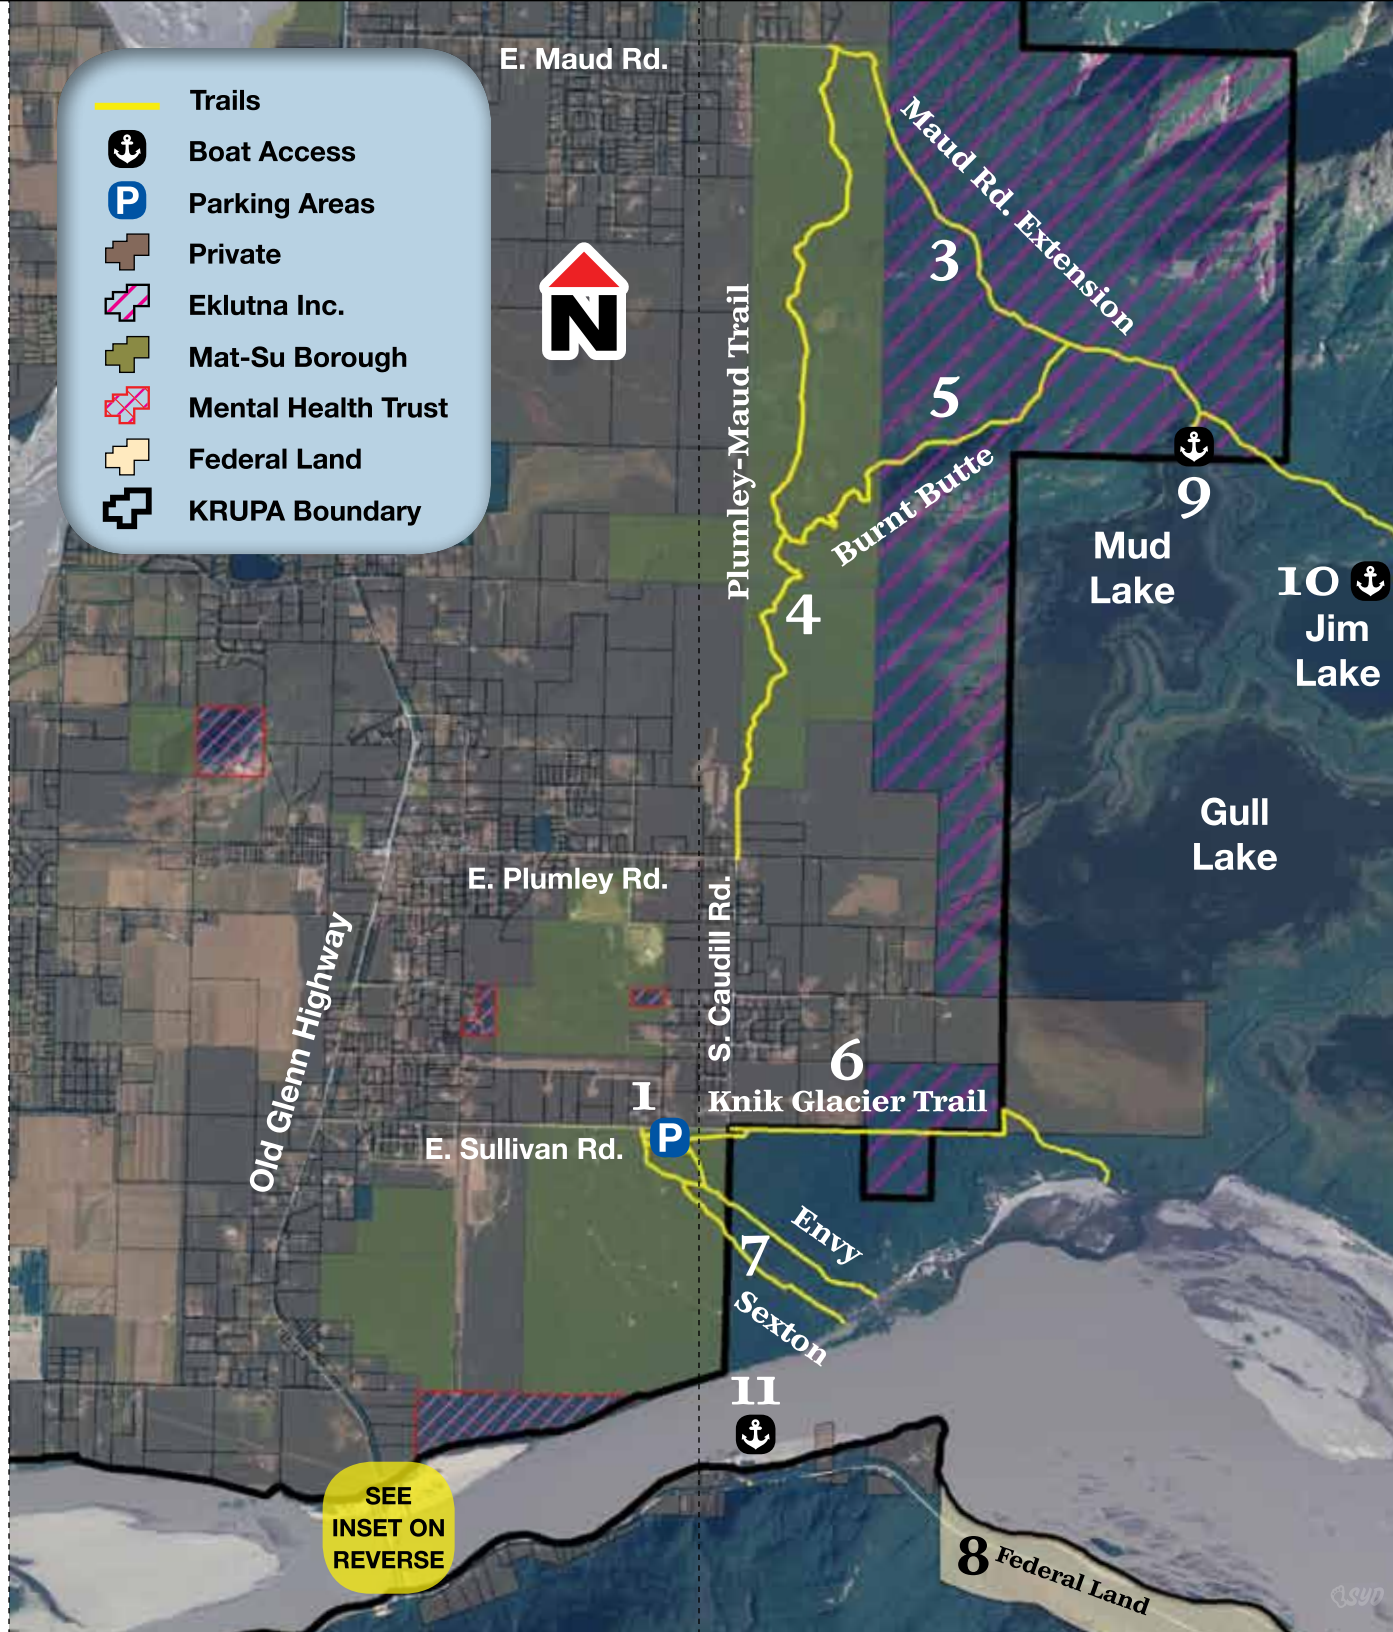 E. Maud Rd.
Trails
Boat Access
P
Parking Areas
Private
Eklutna Inc.
Mat-Su Borough
Mental Health Trust
Federal Land
KRUPA Boundary
N
Maud Rd. Extension
3
Plumley-Maud Trail
5
Burnt Butte
9
Mud
Lake
10
Jim
Lake
4
Gull
Lake
E. Plumley Rd.
S. Caudill Rd.
Old Glenn Highway
6
1
Knik Glacier Trail
P
E. Sullivan Rd.
Envy
7
Sexton
11
SEE
INSET ON
REVERSE
8
Federal Land
SYD